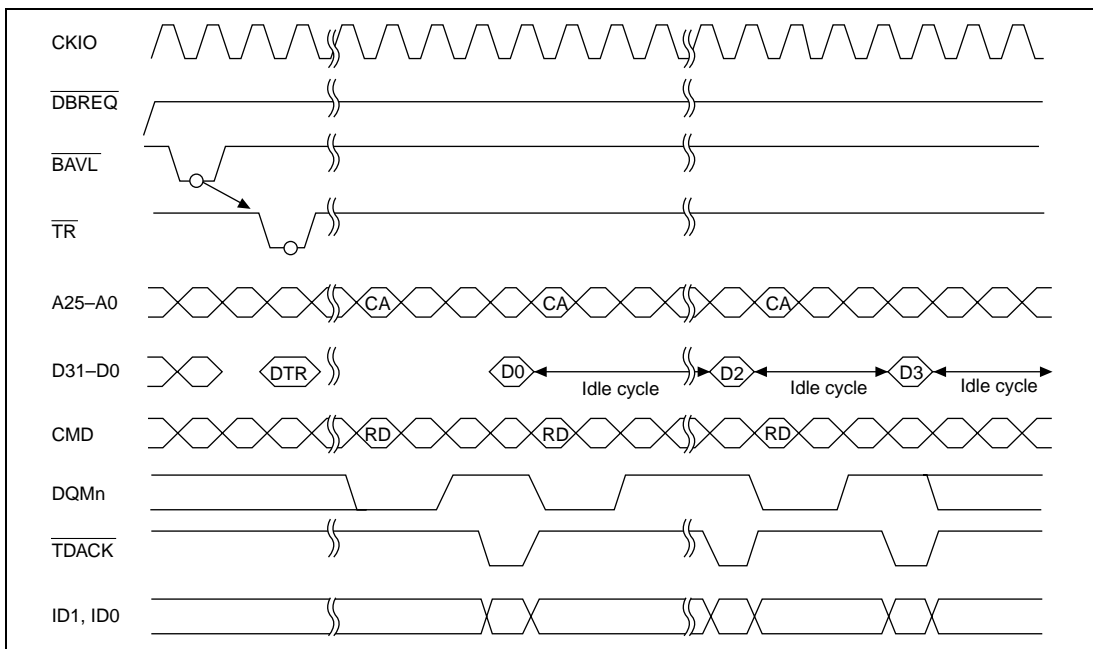 CKIO
DBREQ
BAVL
TR
A25–A0 CA CA CA
D31–D0 DTR D0 D2 D3
Idle cycle Idle cycle Idle cycle
CMD RD RD RD
DQMn
TDACK
ID1, ID0